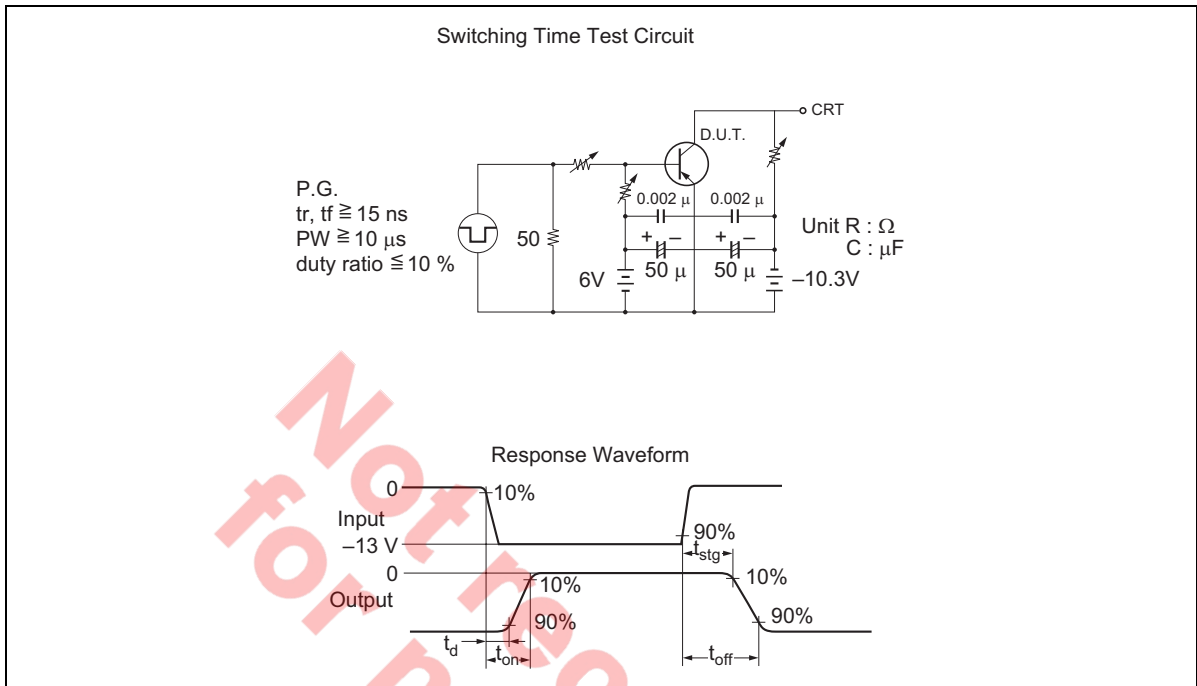 Switching Time Test Circuit
CRT
D.U.T.
P.G.
tr, tf ≧ 15 ns
PW ≧ 10 μs
duty ratio ≦ 10 %
50
0.002 μ 0.002 μ
+ – + –
50 μ 50 μ
6V
–10.3V
Unit R : Ω
C : μF
Response Waveform
0
10%
Input
–13 V
90%
tstg
0
10%
10%
Output
90%
90%
td
ton
toff
Not rec
for n